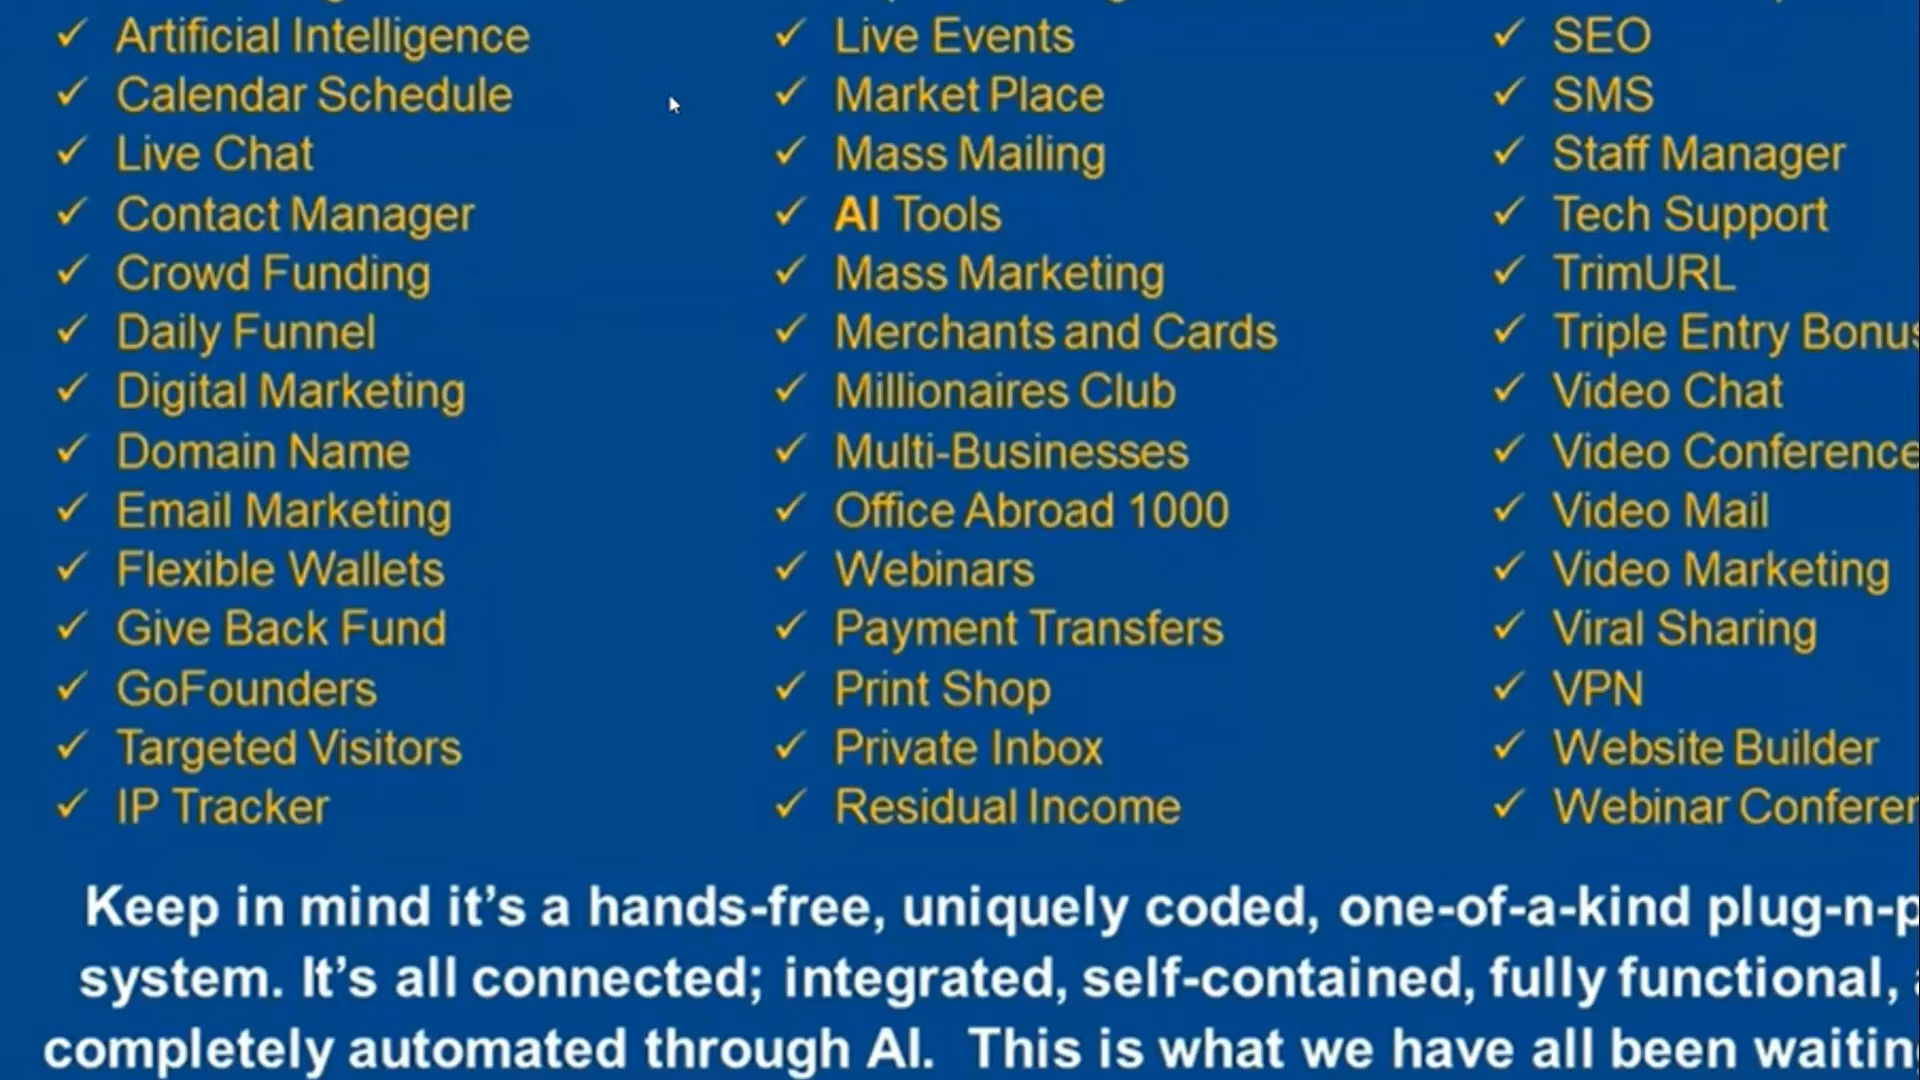 ✓ Artificial Intelligence
✓ Calendar Schedule
✓ Live Chat
✓ Contact Manager
✓ Crowd Funding
✓ Daily Funnel
✓ Digital Marketing
✓ Domain Name
✓ Email Marketing
✓ Flexible Wallets
✓ Give Back Fund
✓ GoFounders
✓ Targeted Visitors
✓ IP Tracker
✓ Live Events
✓ Market Place
✓ Mass Mailing
✓ AI Tools
✓ Mass Marketing
✓ Merchants and Cards
✓ Millionaires Club
✓ Multi-Businesses
✓ Office Abroad 1000
✓ Webinars
✓ Payment Transfers
✓ Print Shop
✓ Private Inbox
✓ Residual Income
✓ SEO
✓ SMS
✓ Staff Manager
✓ Tech Support
✓ TrimURL
✓ Triple Entry Bonus
✓ Video Chat
✓ Video Conference
✓ Video Mail
✓ Video Marketing
✓ Viral Sharing
✓ VPN
✓ Website Builder
✓ Webinar Conferen
Keep in mind it's a hands-free, uniquely coded, one-of-a-kind plug-n-p
system. It's all connected; integrated, self-contained, fully functional,
completely automated through AI. This is what we have all been waitin